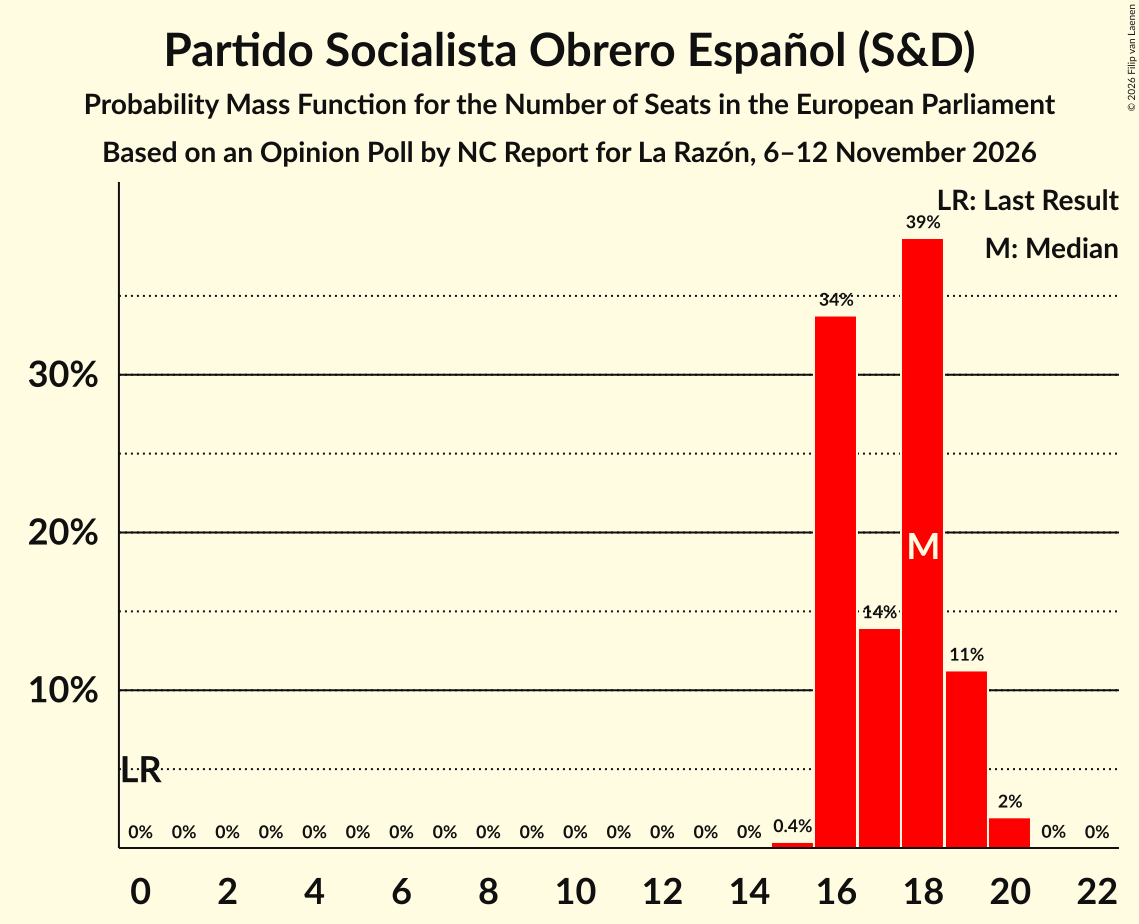 Partido Socialista Obrero Español (S&D)
Probability Mass Function for the Number of Seats in the European Parliament
Based on an Opinion Poll by NC Report for La Razón, 6–12 November 2026
© 2026 Filip van Laenen
LR: Last Result
M: Median
39%
34%
30%
20%
M
14%
11%
10%
LR
2%
0% 0% 0% 0% 0% 0% 0% 0% 0% 0% 0% 0% 0% 0% 0% 0.4% 0% 0%
0 2 4 6 8 10 12 14 16 18 20 22